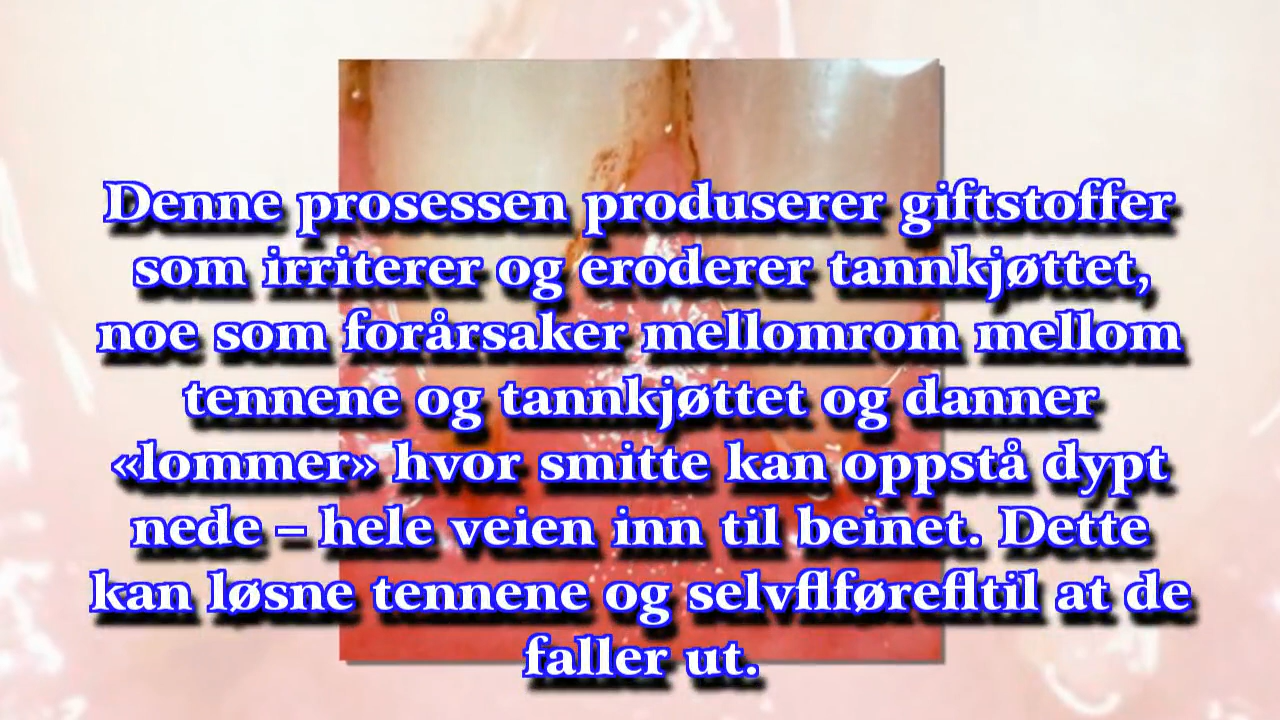 Denne prosessen produserer giftstoffer
som irriterer og eroderer tannkjøttet,
noe som forårsaker mellomrom mellom
tennene og tannkjøttet og danner
«lommer» hvor smitte kan oppstå dypt
nede – hele veien inn til beinet. Dette
kan løsne tennene og selvflførefltil at de
faller ut.